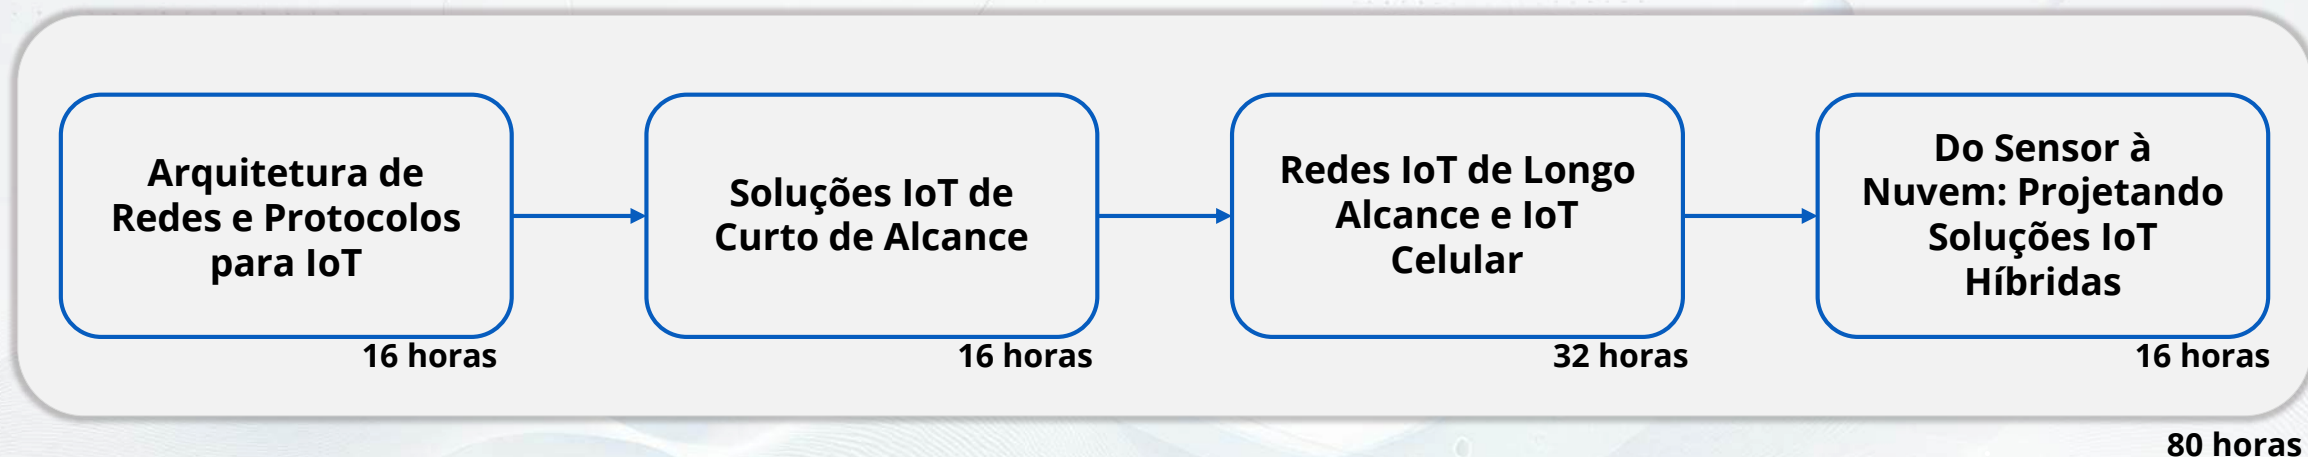 Arquitetura de
Redes e Protocolos
para IoT
16 horas
Soluções IoT de
Curto de Alcance
16 horas
Redes IoT de Longo
Alcance e IoT
Celular
32 horas
Do Sensor à
Nuvem: Projetando
Soluções IoT
Híbridas
16 horas
80 horas